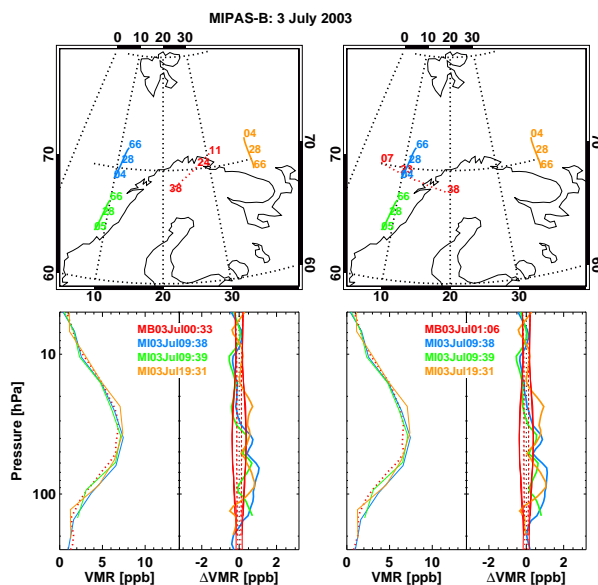 MIPAS-B: 3 July 2003
0 10 20 30 0 10 20 30
66 28 04
11 24 38
04 28 66
66 28 05
07 13 38
66 28 04
04 28 66
66 28 05
70 70 70
60 60 60
10 20 30 40 10 20 30 40
MB03Jul00:33
MI03Jul09:38
MI03Jul09:39
MI03Jul19:31
MB03Jul01:06
MI03Jul09:38
MI03Jul09:39
MI03Jul19:31
Pressure [hPa]
10
100
0 5 10 -2 0 2 0 5 10 -2 0 2
VMR [ppb] ΔVMR [ppb] VMR [ppb] ΔVMR [ppb]